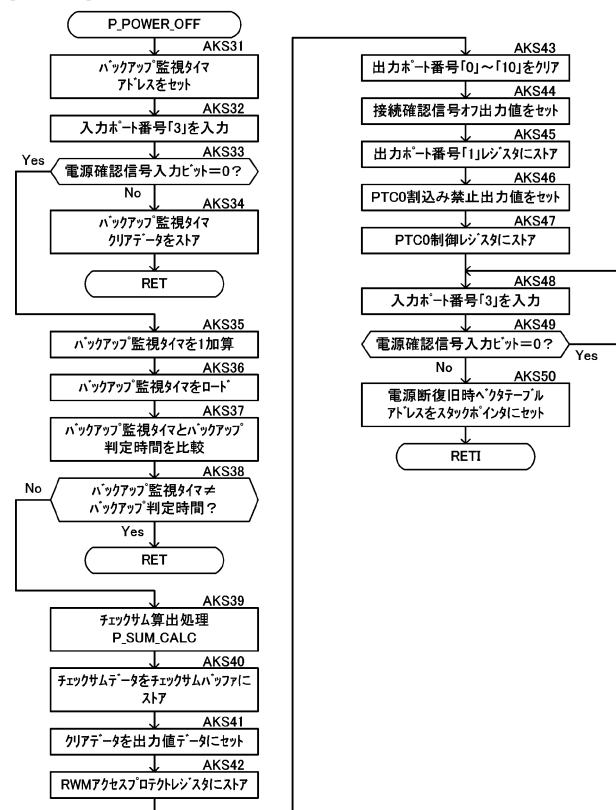 P_POWER_OFF
AKS31
バックアップ監視タイマ
アドレスをセット
AKS32
入力ポート番号「3」を入力
AKS33
Yes
電源確認信号入力ビット=0?
No
AKS34
バックアップ監視タイマ
クリアデータをストア
RET
AKS35
バックアップ監視タイマを1加算
AKS36
バックアップ監視タイマをロード
AKS37
バックアップ監視タイマとバックアップ
判定時間を比較
AKS38
No
バックアップ監視タイマ≠
バックアップ判定時間?
Yes
RET
AKS39
チェックサム算出処理
P_SUM_CALC
AKS40
チェックサムデータをチェックサムバッファに
ストア
AKS41
クリアデータを出力値データにセット
AKS42
RWMアクセスプロテクトレジスタにストア
AKS43
出力ポート番号「0」~「10」をクリア
AKS44
接続確認信号オフ出力値をセット
AKS45
出力ポート番号「1」レジスタにストア
AKS46
PTC0割込み禁止出力値をセット
AKS47
PTC0制御レジスタにストア
AKS48
入力ポート番号「3」を入力
AKS49
電源確認信号入力ビット=0?
Yes
No
AKS50
電源断復旧時ベクタテーブル
アドレスをスタックポインタにセット
RETI